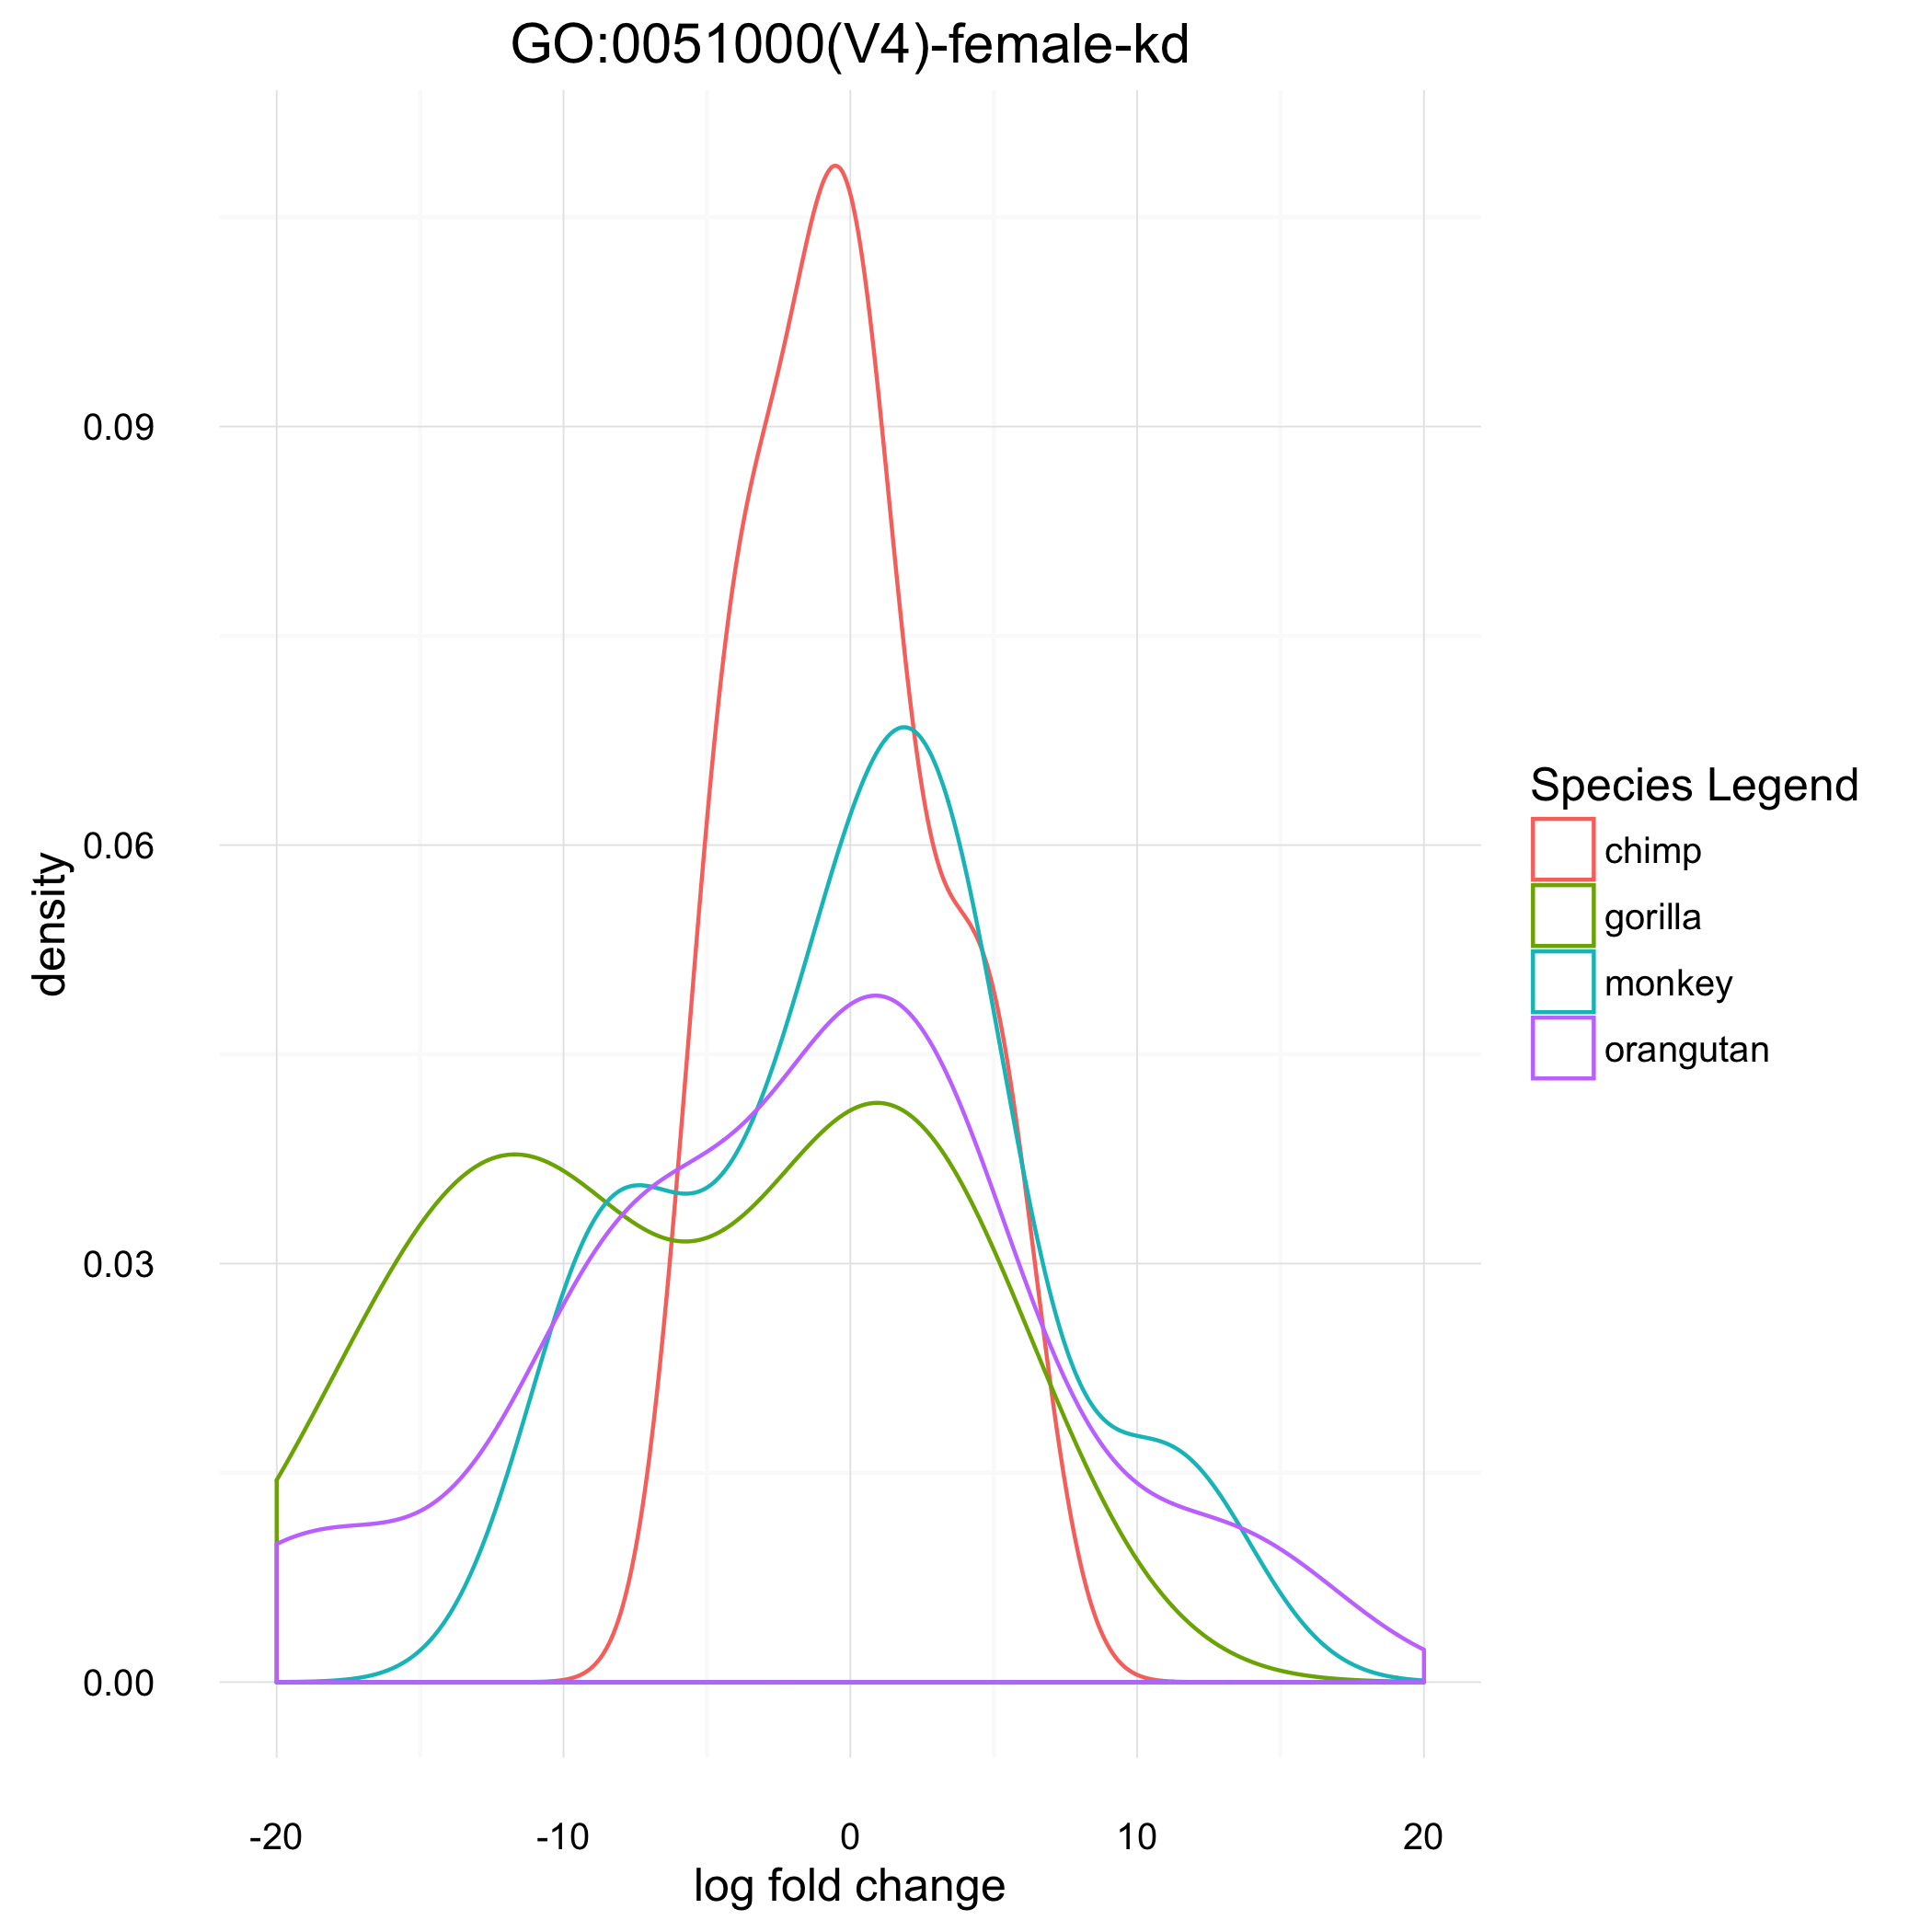 GO:0051000(V4)-female-kd
0.09
0.06
0.03
0.00
density
-20 -10 0 10 20
log fold change
Species Legend
chimp
gorilla
monkey
orangutan